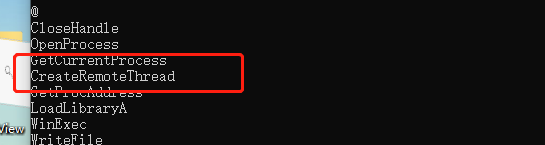 @
CloseHandle
OpenProcess
GetCurrentProcess
CreateRemoteThread
GetProcAddress
LoadLibraryA
WinExec
WriteFile
View